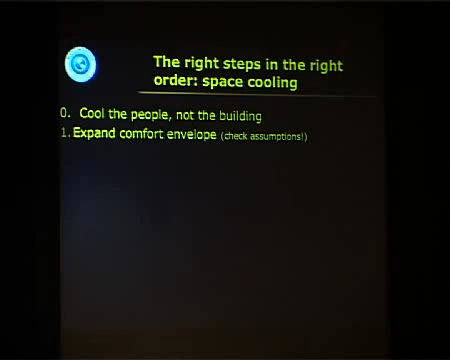 The right steps in the right
order: space cooling
0. Cool the people, not the building
1. Expand comfort envelope (check assumptions!)